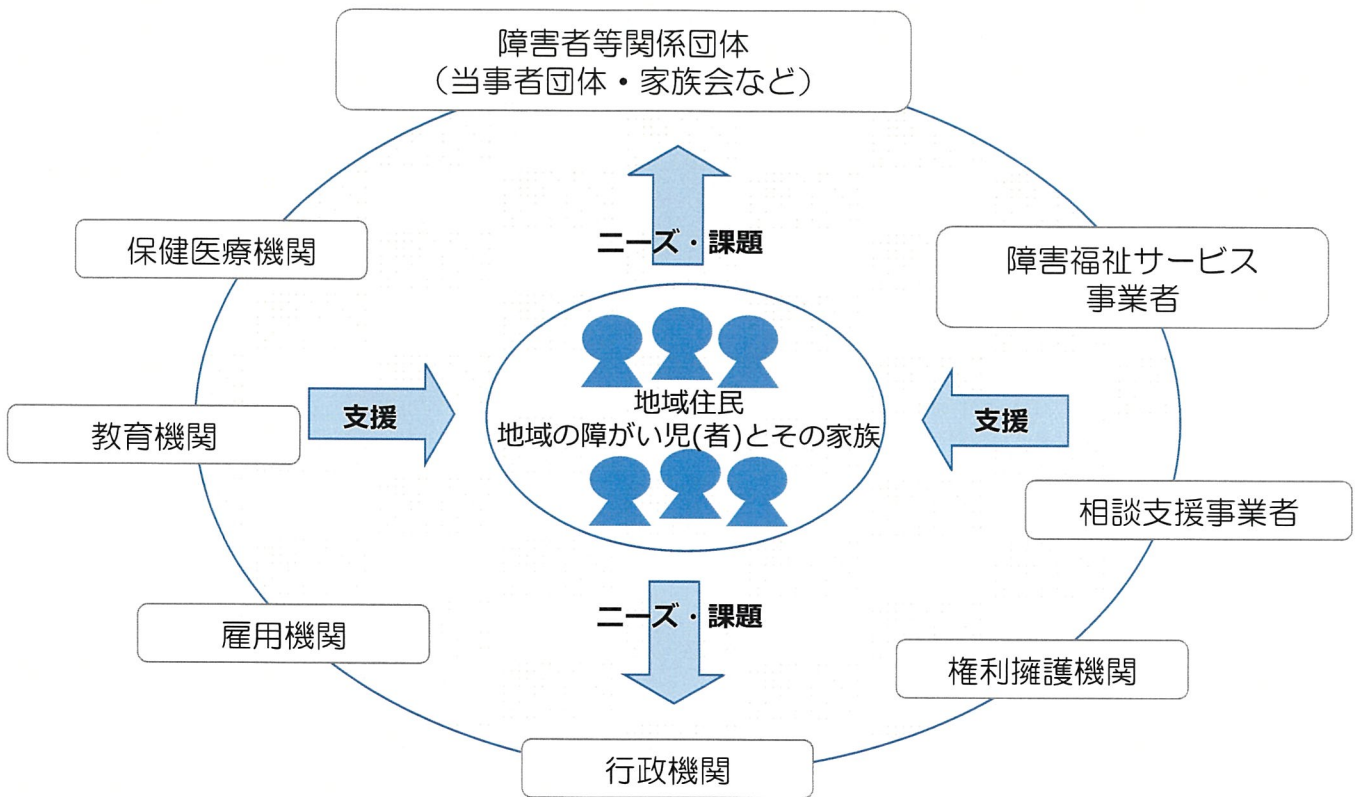 障害者等関係団体
（当事者団体・家族会など）
ニーズ・課題
保健医療機関
障害福祉サービス
事業者
地域住民
地域の障がい児(者)とその家族
支援
支援
教育機関
相談支援事業者
ニーズ・課題
雇用機関
権利擁護機関
行政機関